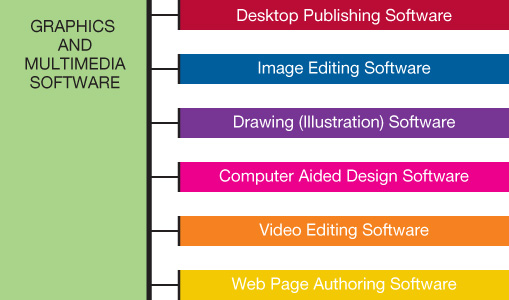 GRAPHICS
AND
MULTIMEDIA
SOFTWARE
Desktop Publishing Software
Image Editing Software
Drawing (Illustration) Software
Computer Aided Design Software
Video Editing Software
Web Page Authoring Software